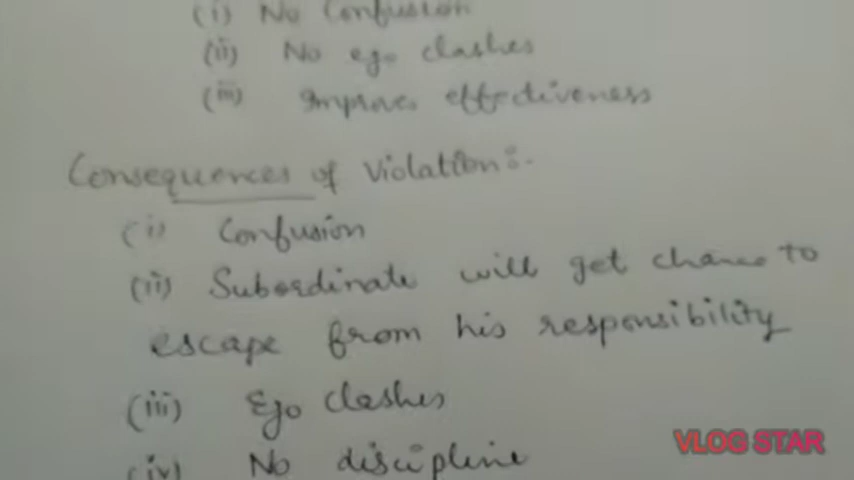 (i) No Confusion
(ii) No ego clashes
(iii) Improves effectiveness
Consequences of Violation:-
(i) Confusion
(ii) Subordinate will get chance to
escape from his responsibility
(iii) Ego clashes
(iv) No discipline
VLOG STAR